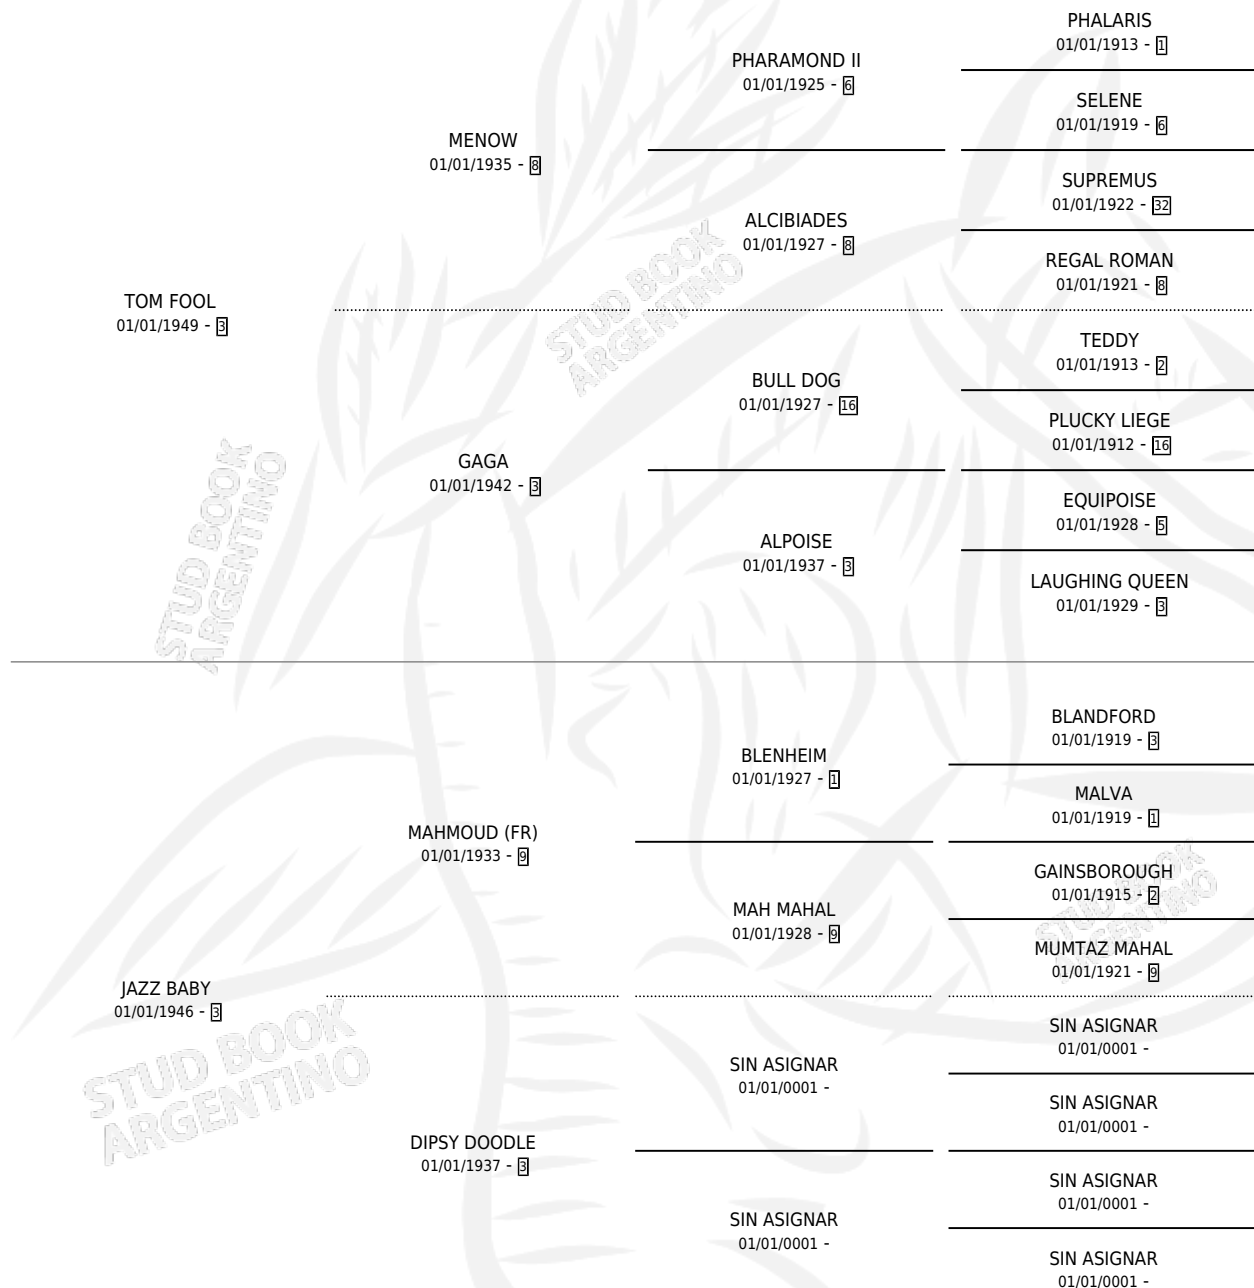 PHALARIS
01/01/1913 - 1
PHARAMOND II
01/01/1925 - 6
SELENE
01/01/1919 - 6
MENOW
01/01/1935 - 8
SUPREMUS
01/01/1922 - 32
ALCIBIADES
01/01/1927 - 8
REGAL ROMAN
01/01/1921 - 8
TOM FOOL
01/01/1949 - 3
TEDDY
01/01/1913 - 2
BULL DOG
01/01/1927 - 16
PLUCKY LIEGE
01/01/1912 - 16
GAGA
01/01/1942 - 3
EQUIPOISE
01/01/1928 - 5
ALPOISE
01/01/1937 - 3
LAUGHING QUEEN
01/01/1929 - 3
BLANDFORD
01/01/1919 - 3
BLENHEIM
01/01/1927 - 1
MALVA
01/01/1919 - 1
MAHMOUD (FR)
01/01/1933 - 9
GAINSBOROUGH
01/01/1915 - 2
MAH MAHAL
01/01/1928 - 9
MUMTAZ MAHAL
01/01/1921 - 9
JAZZ BABY
01/01/1946 - 3
SIN ASIGNAR
01/01/0001 -
SIN ASIGNAR
01/01/0001 -
SIN ASIGNAR
01/01/0001 -
DIPSY DOODLE
01/01/1937 - 3
SIN ASIGNAR
01/01/0001 -
SIN ASIGNAR
01/01/0001 -
SIN ASIGNAR
01/01/0001 -
STUD BOOK
ARGENTINO
STUD BOOK
ARGENTINO
STUD BOOK
ARGENTINO
STUD BOOK
ARGENTINO